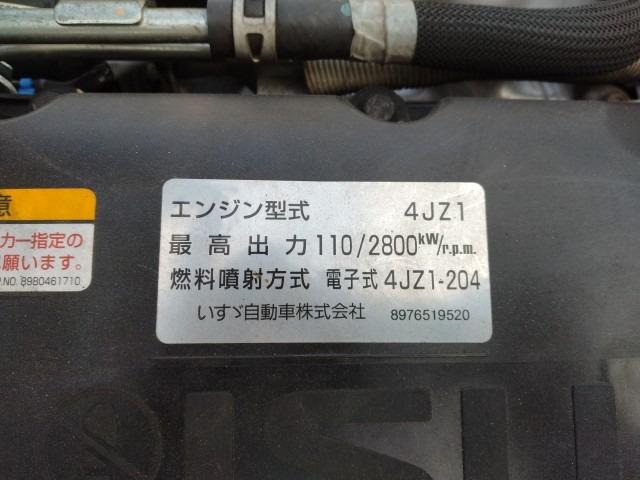 意
カー指定の
願います。
P.NO. 8980461710
エンジン型式 4JZ1
最高出力 110/2800kW/r.p.m.
燃料噴射方式 電子式 4JZ1-204
いすゞ自動車株式会社 8976519520
ISU